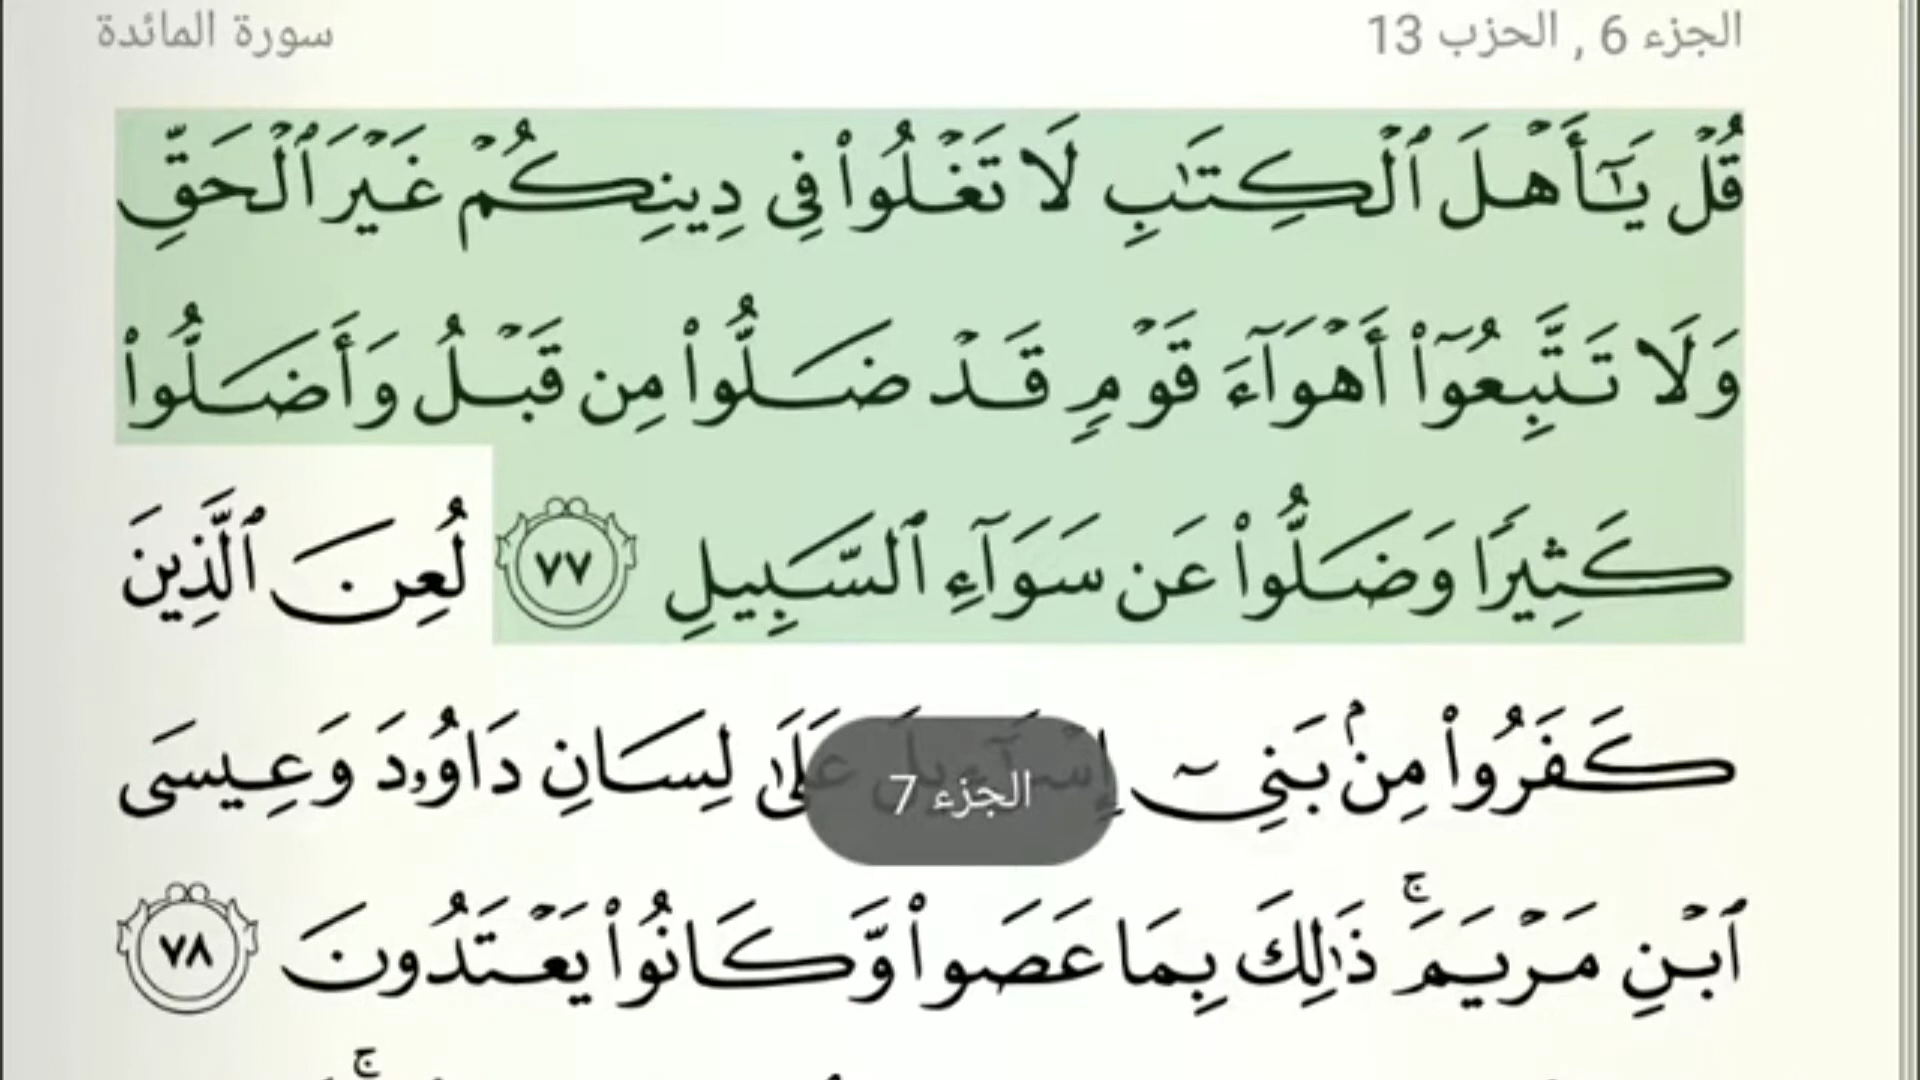 الجزء 6 , الحزب 13
سورة المائدة
قُلْ يَٰٓأَهْلَ ٱلْكِتَٰبِ لَا تَغْلُوا۟ فِى دِينِكُمْ غَيْرَ ٱلْحَقِّ
وَلَا تَتَّبِعُوٓا۟ أَهْوَآءَ قَوْمٍ قَدْ ضَلُّوا۟ مِن قَبْلُ وَأَضَلُّوا۟
كَثِيرًا وَضَلُّوا۟ عَن سَوَآءِ ٱلسَّبِيلِ ٧٧ لُعِنَ ٱلَّذِينَ
كَفَرُوا۟ مِنۢ بَنِىٓ إِسْرَٰٓءِيلَ عَلَىٰ لِسَانِ دَاوُۥدَ وَعِيسَى
الجزء 7
ٱبْنِ مَرْيَمَ ۚ ذَٰلِكَ بِمَا عَصَوا۟ وَّكَانُوا۟ يَعْتَدُونَ ٧٨